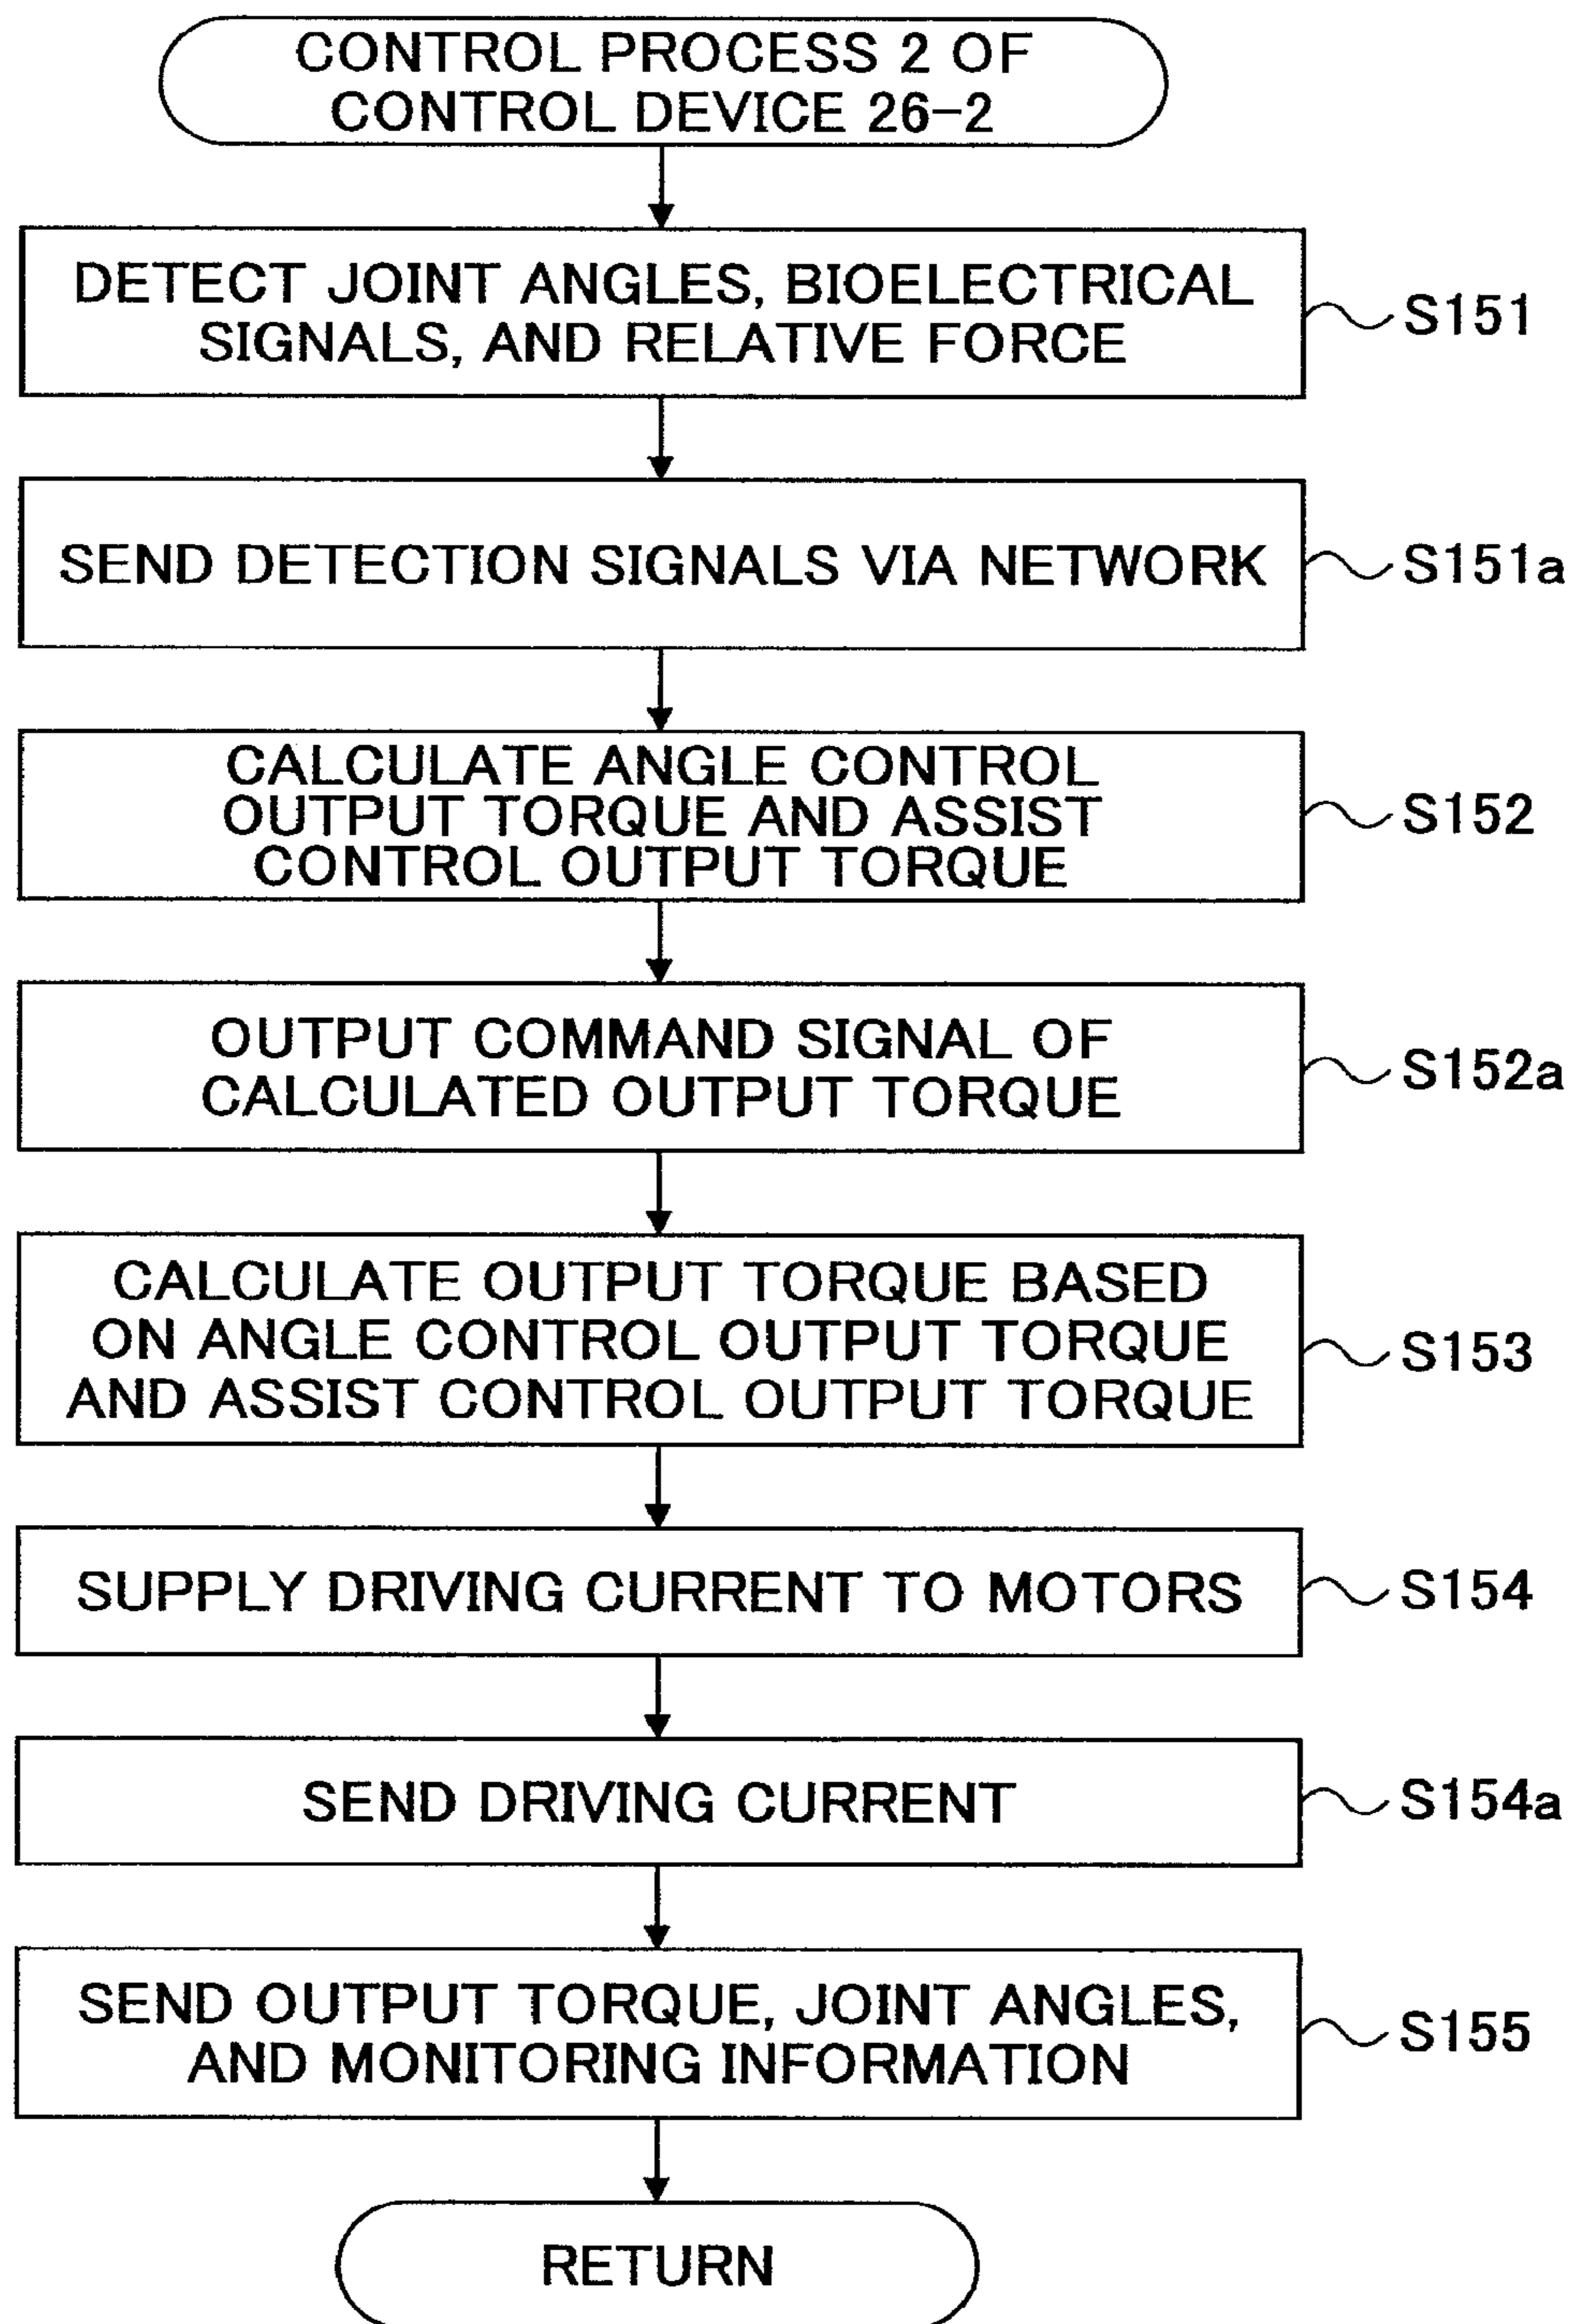 CONTROL PROCESS 2 OF
CONTROL DEVICE 26-2
DETECT JOINT ANGLES, BIOELECTRICAL
SIGNALS, AND RELATIVE FORCE
S151
SEND DETECTION SIGNALS VIA NETWORK
S151a
CALCULATE ANGLE CONTROL
OUTPUT TORQUE AND ASSIST
CONTROL OUTPUT TORQUE
S152
OUTPUT COMMAND SIGNAL OF
CALCULATED OUTPUT TORQUE
S152a
CALCULATE OUTPUT TORQUE BASED
ON ANGLE CONTROL OUTPUT TORQUE
AND ASSIST CONTROL OUTPUT TORQUE
S153
SUPPLY DRIVING CURRENT TO MOTORS
S154
SEND DRIVING CURRENT
S154a
SEND OUTPUT TORQUE, JOINT ANGLES,
AND MONITORING INFORMATION
S155
RETURN